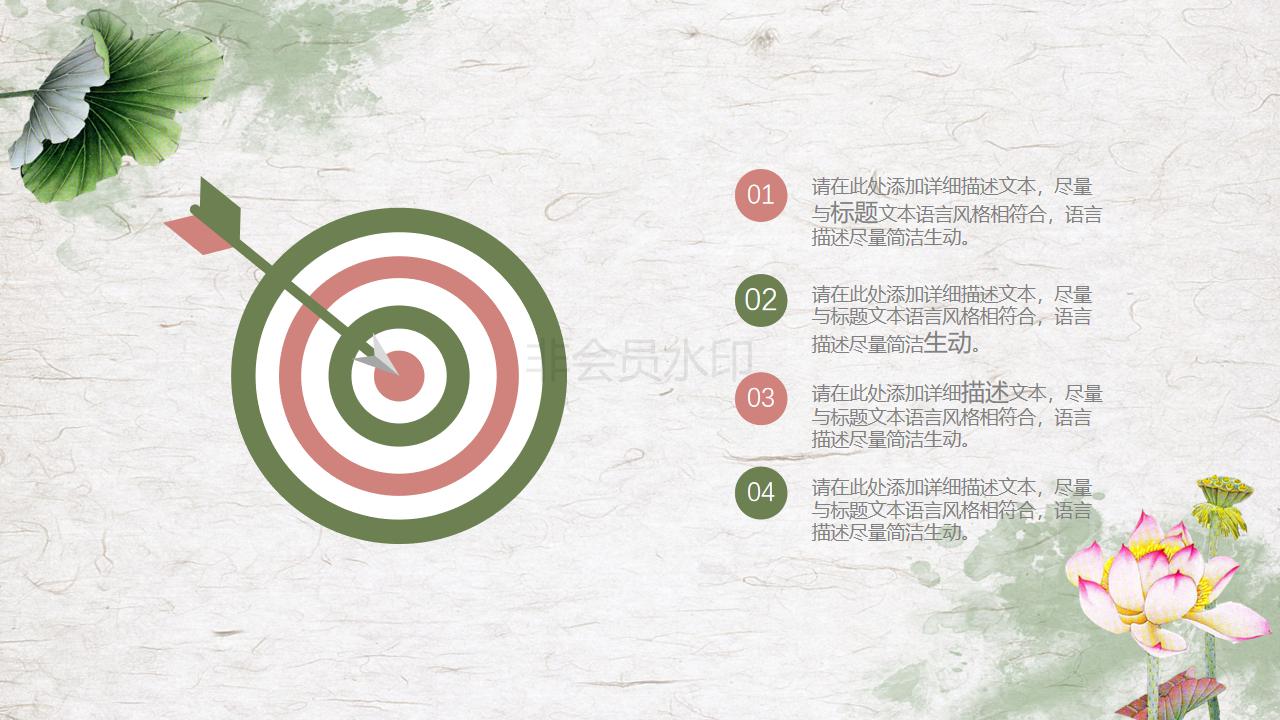 01
请在此处添加详细描述文本，尽量
与标题文本语言风格相符合，语言
描述尽量简洁生动。
02
请在此处添加详细描述文本，尽量
与标题文本语言风格相符合，语言
描述尽量简洁生动。
非会员水印
03
请在此处添加详细描述文本，尽量
与标题文本语言风格相符合，语言
描述尽量简洁生动。
04
请在此处添加详细描述文本，尽量
与标题文本语言风格相符合，语言
描述尽量简洁生动。